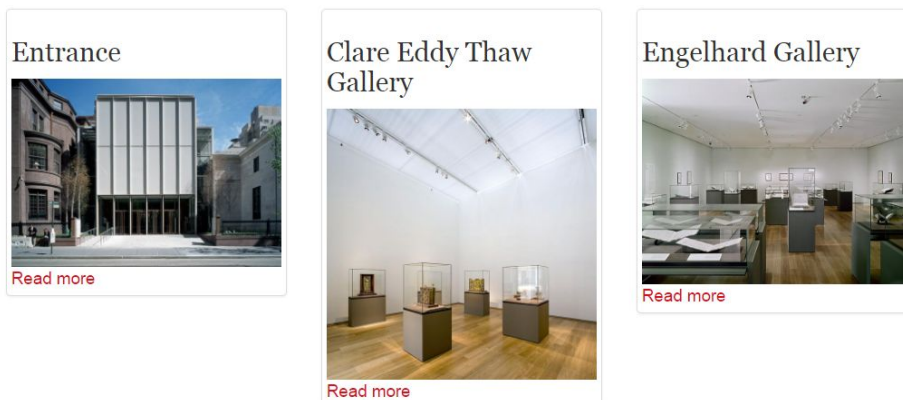 Entrance
Read more
Clare Eddy Thaw
Gallery
Read more
Engelhard Gallery
Read more